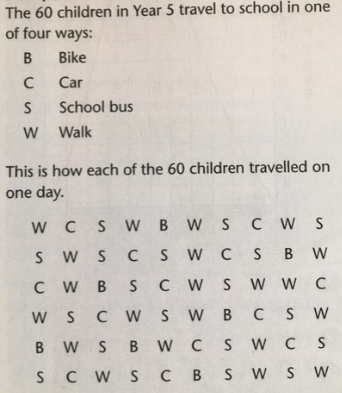 The 60 children in Year 5 travel to school in one
of four ways:
B Bike
C Car
S School bus
W Walk
This is how each of the 60 children travelled on
one day.
W C S W B W S C W S
S W S C S W C S B W
C W B S C W S W W C
W S C W S W B C S W
B W S B W C S W C S
S C W S C B S W S W